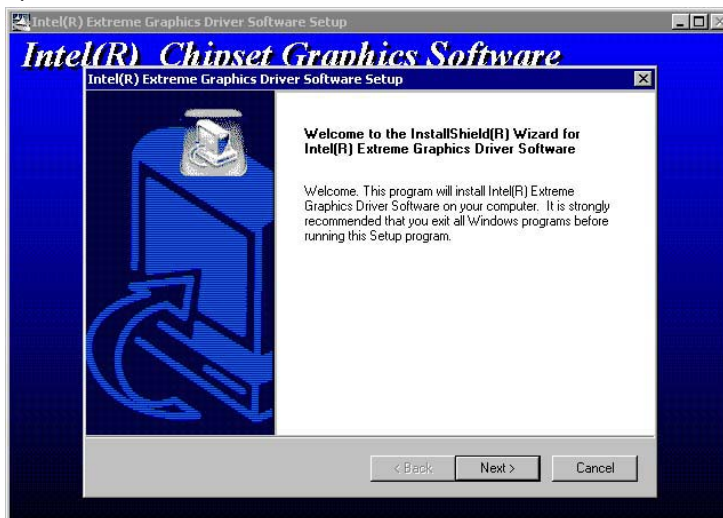 Intel(R) Extreme Graphics Driver Software Setup
Intel(R) Chipset Graphics Software
Intel(R) Extreme Graphics Driver Software Setup
Welcome to the InstallShield(R) Wizard for
Intel(R) Extreme Graphics Driver Software
Welcome. This program will install Intel(R) Extreme
Graphics Driver Software on your computer. It is strongly
recommended that you exit all Windows programs before
running this Setup program.
< Back Next > Cancel